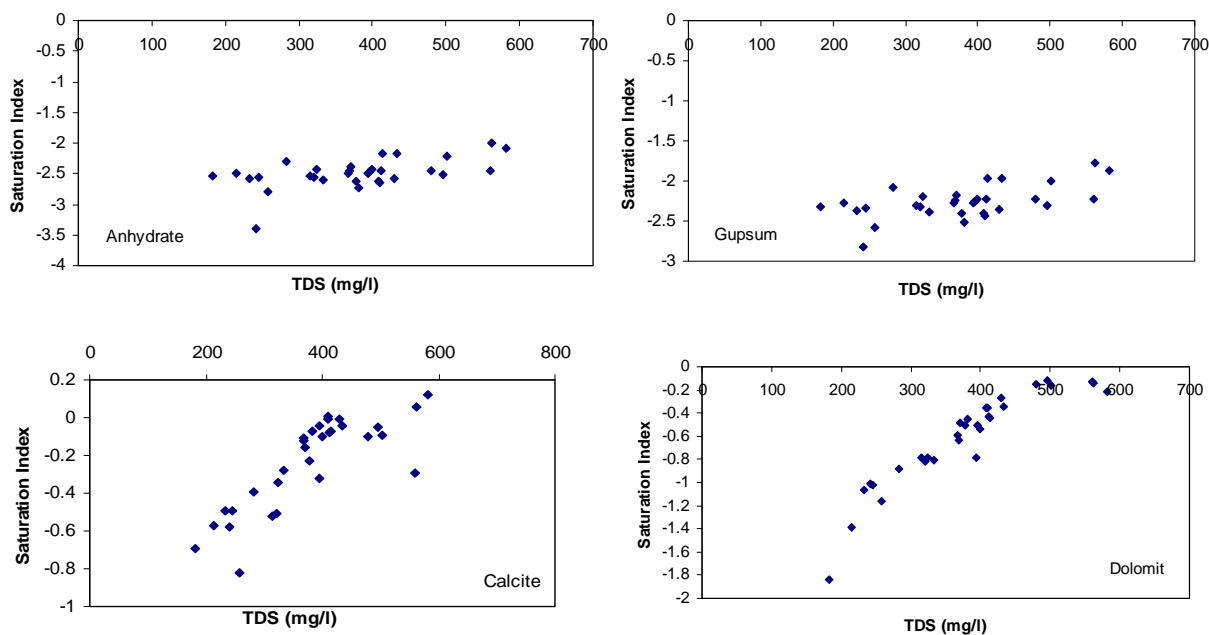 0
0 100 200 300 400 500 600 700
-0.5
-1
-1.5
-2
-2.5
-3
-3.5
-4
Saturation Index
Anhydrate
TDS (mg/l)
0
0 100 200 300 400 500 600 700
-0.5
-1
-1.5
-2
-2.5
-3
Saturation Index
Gupsum
TDS (mg/l)
0 200 400 600 800
0.2
0
-0.2
-0.4
-0.6
-0.8
-1
Saturation Index
Calcite
TDS (mg/l)
0
0 100 200 300 400 500 600 700
-0.2
-0.4
-0.6
-0.8
-1
-1.2
-1.4
-1.6
-1.8
-2
Saturation Index
Dolomit
TDS (mg/l)